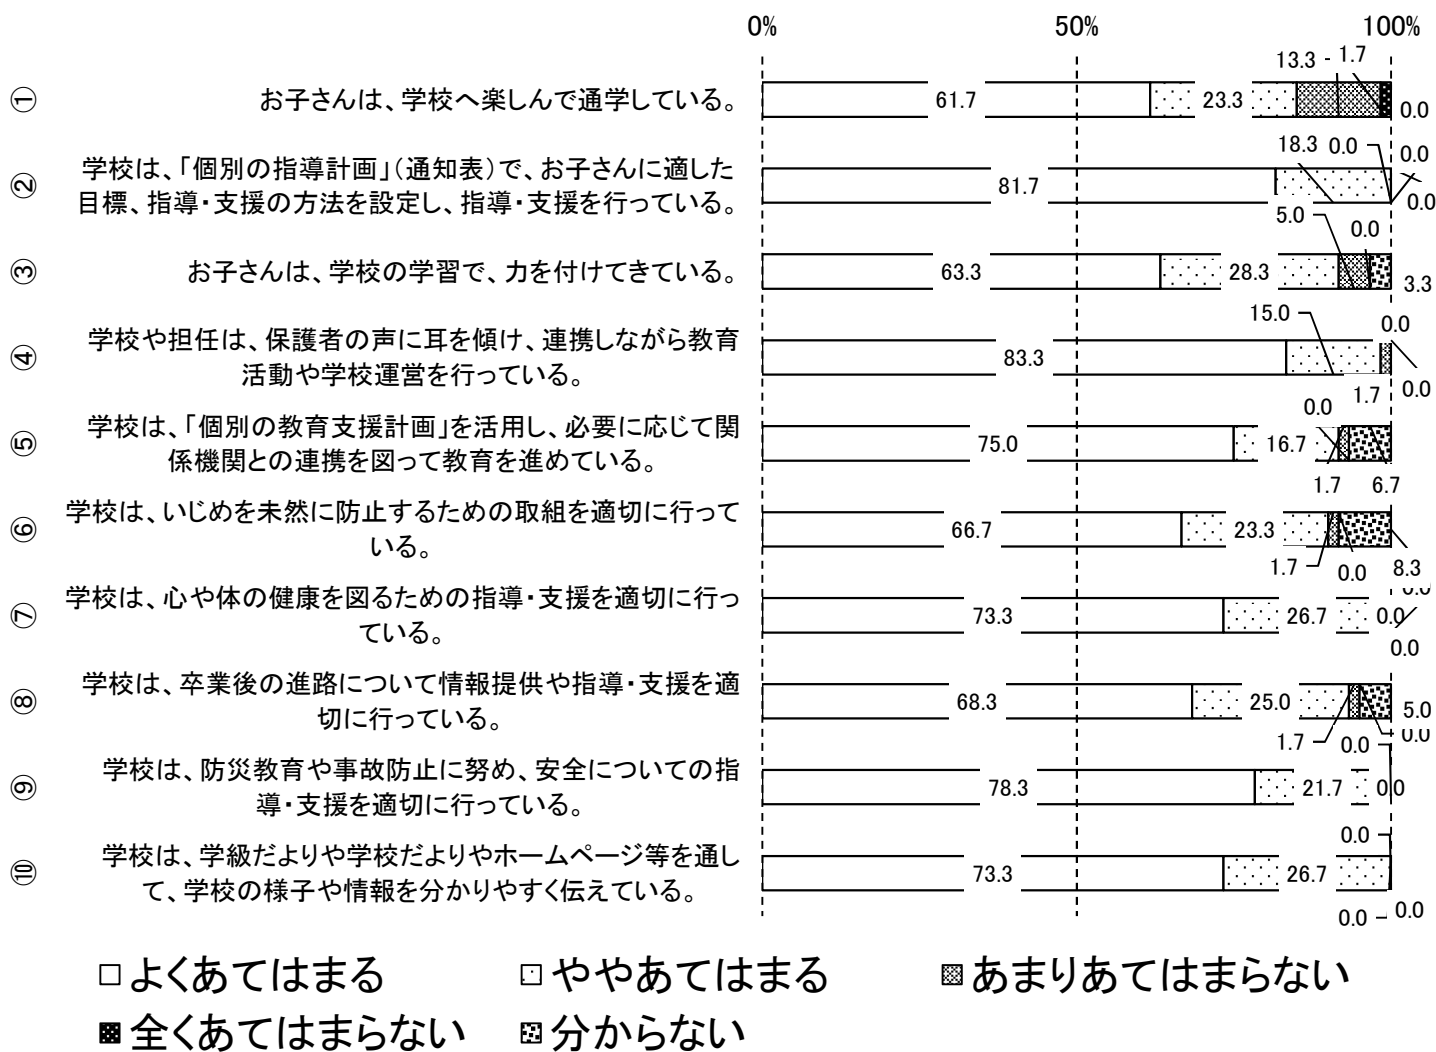 0% 50% 100%
13.3 1.7
① お子さんは、学校へ楽しんで通学している。 61.7 23.3 0.0
18.3 0.0 0.0
② 学校は、「個別の指導計画」(通知表)で、お子さんに適した
目標、指導・支援の方法を設定し、指導・支援を行っている。 81.7 0.0
5.0 0.0
③ お子さんは、学校の学習で、力を付けてきている。 63.3 28.3 3.3
15.0 0.0
④ 学校や担任は、保護者の声に耳を傾け、連携しながら教育
活動や学校運営を行っている。 83.3 1.7 0.0
0.0
⑤ 学校は、「個別の教育支援計画」を活用し、必要に応じて関
係機関との連携を図って教育を進めている。 75.0 16.7
1.7 6.7
⑥ 学校は、いじめを未然に防止するための取組を適切に行って
いる。 66.7 23.3
1.7 0.0 8.3
0.0
⑦ 学校は、心や体の健康を図るための指導・支援を適切に行っ
ている。 73.3 26.7 0.0
0.0
⑧ 学校は、卒業後の進路について情報提供や指導・支援を適
切に行っている。 68.3 25.0 5.0
1.7 0.0 0.0
⑨ 学校は、防災教育や事故防止に努め、安全についての指
導・支援を適切に行っている。 78.3 21.7 0.0
0.0
⑩ 学校は、学級だよりや学校だよりやホームページ等を通し
て、学校の様子や情報を分かりやすく伝えている。 73.3 26.7
0.0 0.0
よくあてはまる ややあてはまる あまりあてはまらない
全くあてはまらない 分からない